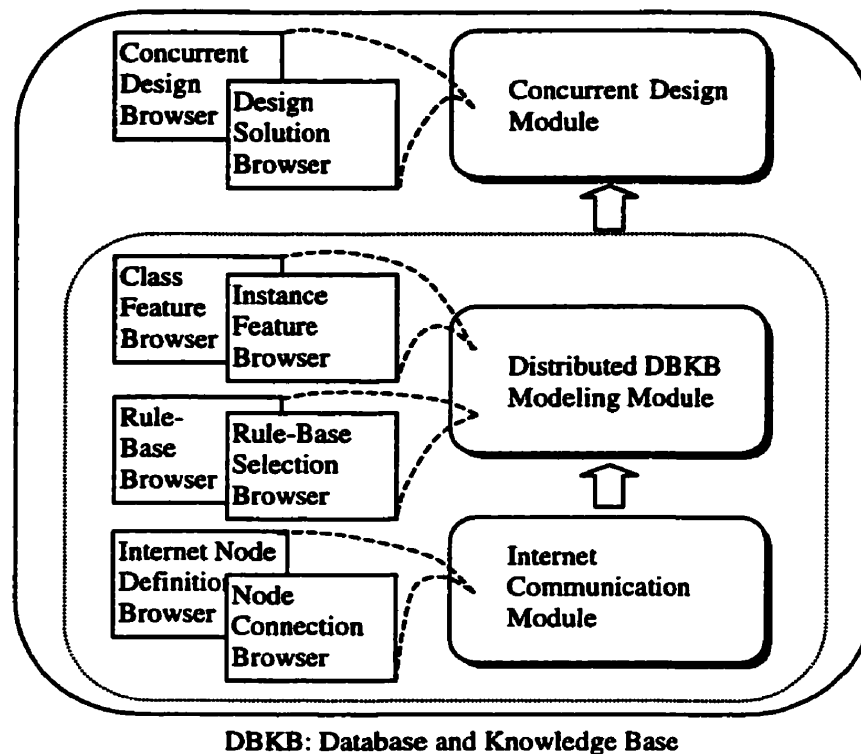 Concurrent
Design
Browser
Design
Solution
Browser
Concurrent Design
Module
Class
Feature
Browser
Instance
Feature
Browser
Distributed DBKB
Modeling Module
Rule-
Base
Browser
Rule-Base
Selection
Browser
Internet Node
Definition
Browser
Node
Connection
Browser
Internet
Communication
Module
DBKB: Database and Knowledge Base